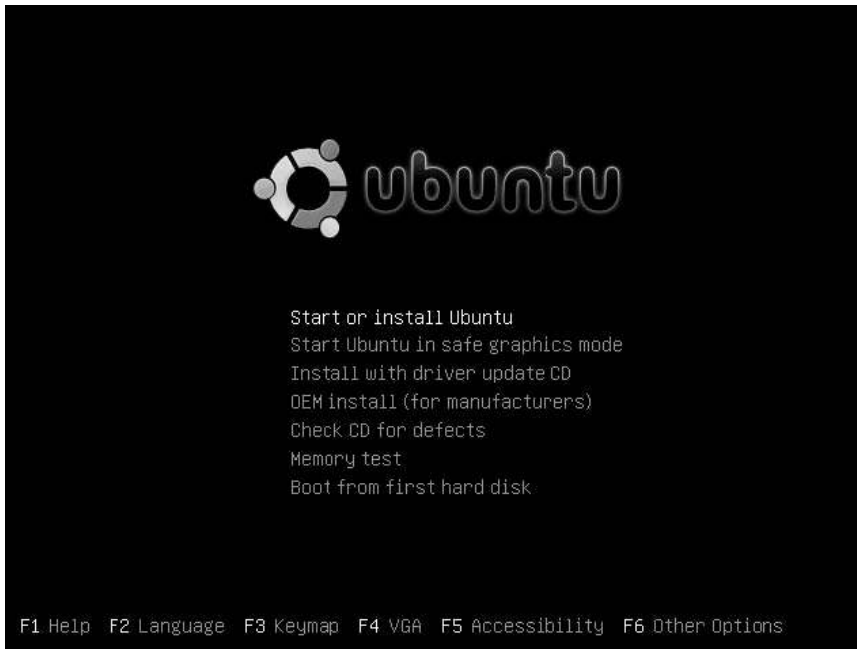 ubuntu
Start or install Ubuntu
Start Ubuntu in safe graphics mode
Install with driver update CD
OEM install (for manufacturers)
Check CD for defects
Memory test
Boot from first hard disk
F1 Help F2 Language F3 Keymap F4 VGA F5 Accessibility F6 Other Options